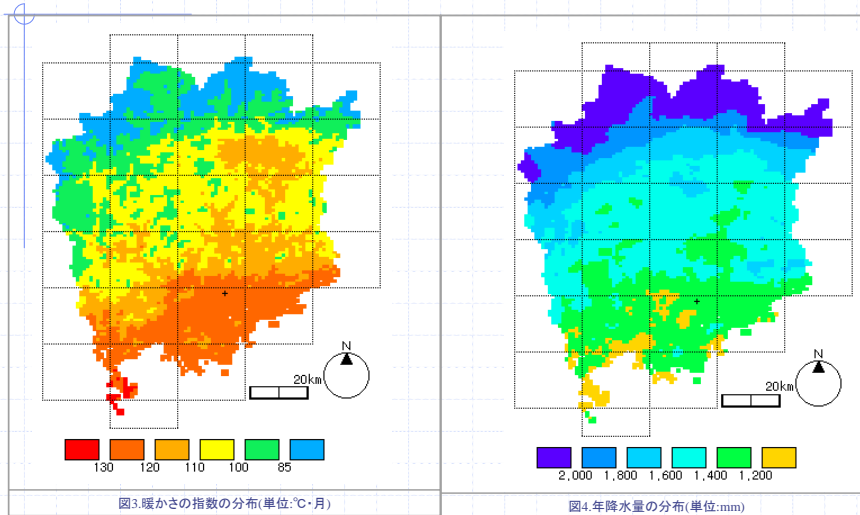 N
20km
130 120 110 100 85
図3.暖かさの指数の分布(単位:℃・月)
N
20km
2,000 1,800 1,600 1,400 1,200
図4.年降水量の分布(単位:mm)